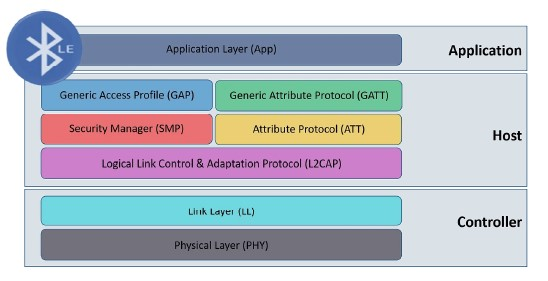 LE
Application Layer (App)
Application
Generic Access Profile (GAP)
Generic Attribute Protocol (GATT)
Security Manager (SMP)
Attribute Protocol (ATT)
Host
Logical Link Control & Adaptation Protocol (L2CAP)
Link Layer (LL)
Controller
Physical Layer (PHY)